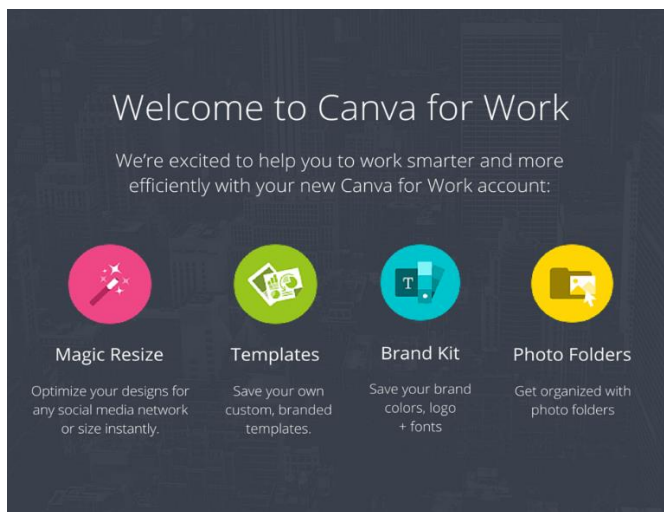 Welcome to Canva for Work
We're excited to help you to work smarter and more
efficiently with your new Canva for Work account:
T
Magic Resize
Optimize your designs for
any social media network
or size instantly.
Templates
Save your own
custom, branded
templates.
Brand Kit
Save your brand
colors, logo
+ fonts
Photo Folders
Get organized with
photo folders